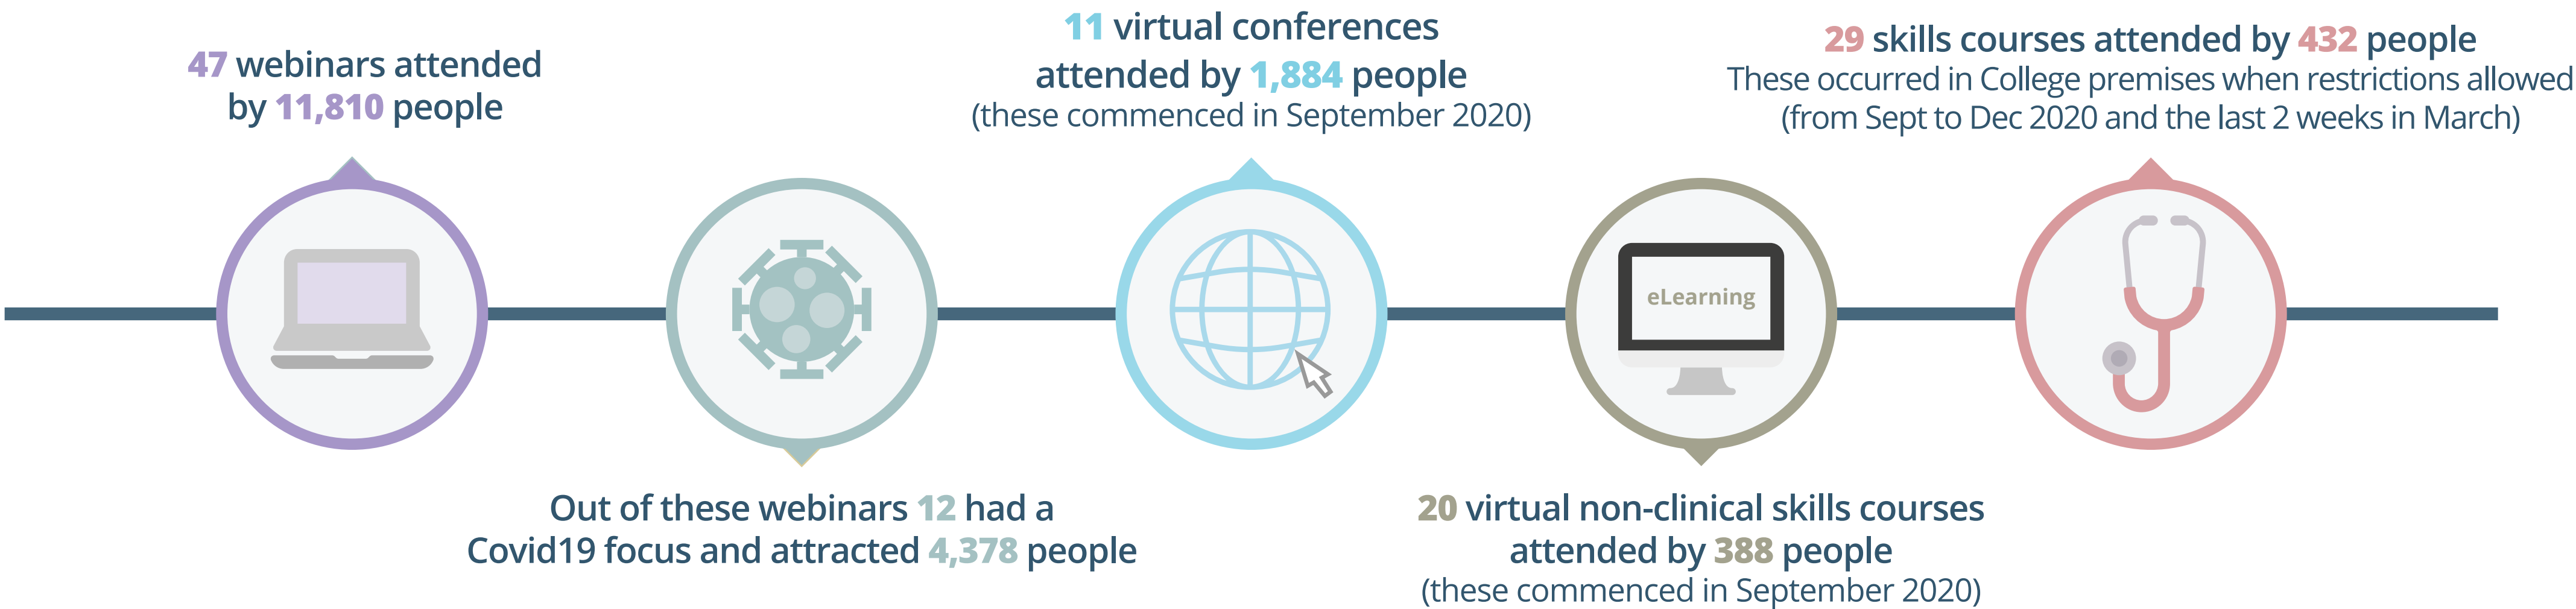 47 webinars attended
by 11,810 people
Out of these webinars 12 had a
Covid19 focus and attracted 4,378 people
11 virtual conferences
attended by 1,884 people
(these commenced in September 2020)
eLearning
20 virtual non-clinical skills courses
attended by 388 people
(these commenced in September 2020)
29 skills courses attended by 432 people
These occurred in College premises when restrictions allowed
(from Sept to Dec 2020 and the last 2 weeks in March)